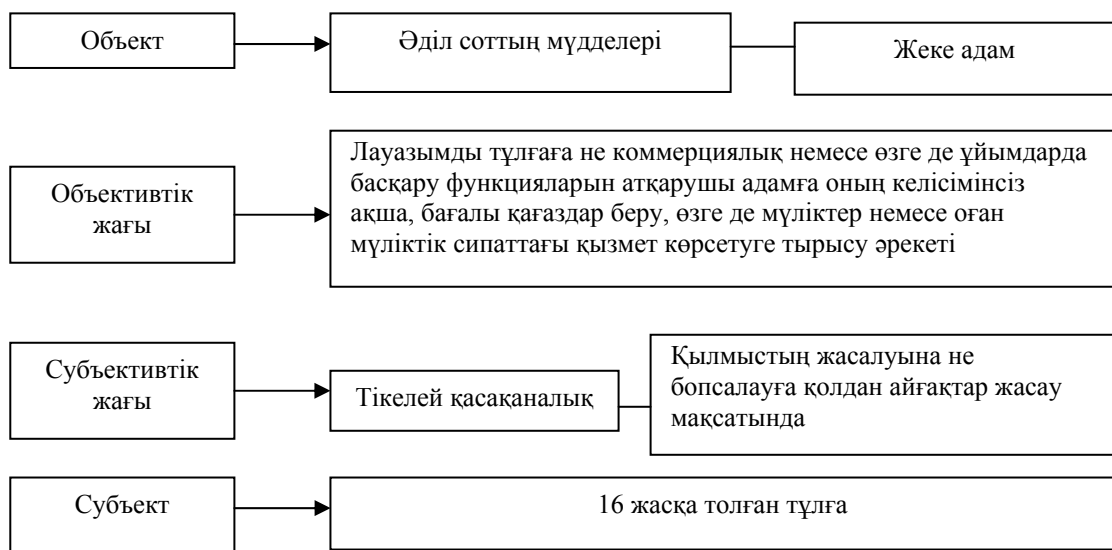 Объект
Әділ соттың мүдделері
Жеке адам
Объективтік
жағы
Лауазымды тұлғаға не коммерциялық немесе өзге де ұйымдарда
басқару функцияларын атқарушы адамға оның келісімінсіз
ақша, бағалы қағаздар беру, өзге де мүліктер немесе оған
мүліктік сипаттағы қызмет көрсетуге тырысу әрекеті
Субъективтік
жағы
Тікелей қасақаналық
Қылмыстың жасалуына не
бопсалауға қолдан айғақтар жасау
мақсатында
Субъект
16 жасқа толған тұлға